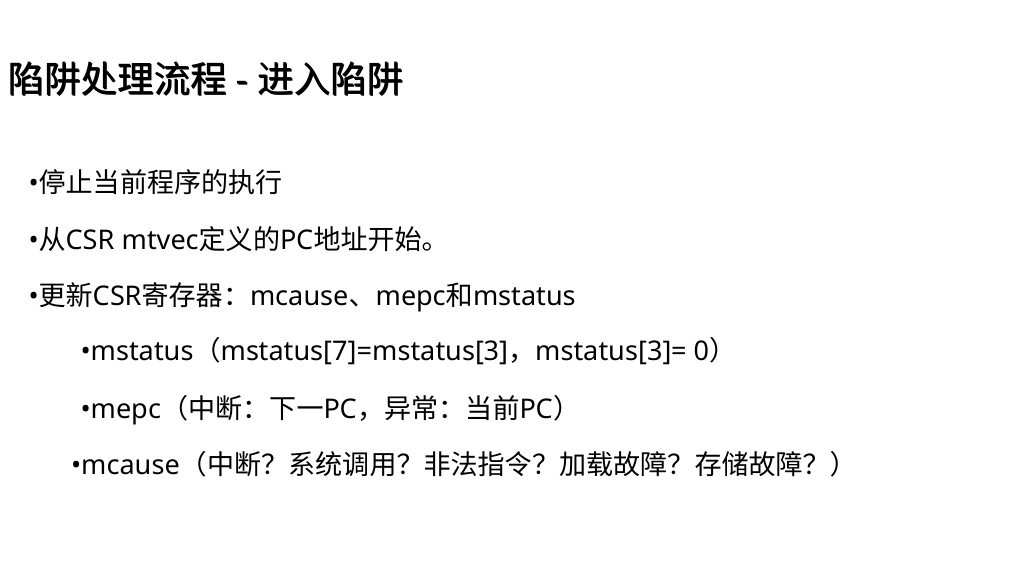 陷阱处理流程 - 进入陷阱
•停止当前程序的执行
•从CSR mtvec定义的PC地址开始。
•更新CSR寄存器：mcause、mepc和mstatus
•mstatus（mstatus[7]=mstatus[3]，mstatus[3]= 0）
•mepc（中断：下一PC，异常：当前PC）
•mcause（中断？系统调用？非法指令？加载故障？存储故障？）